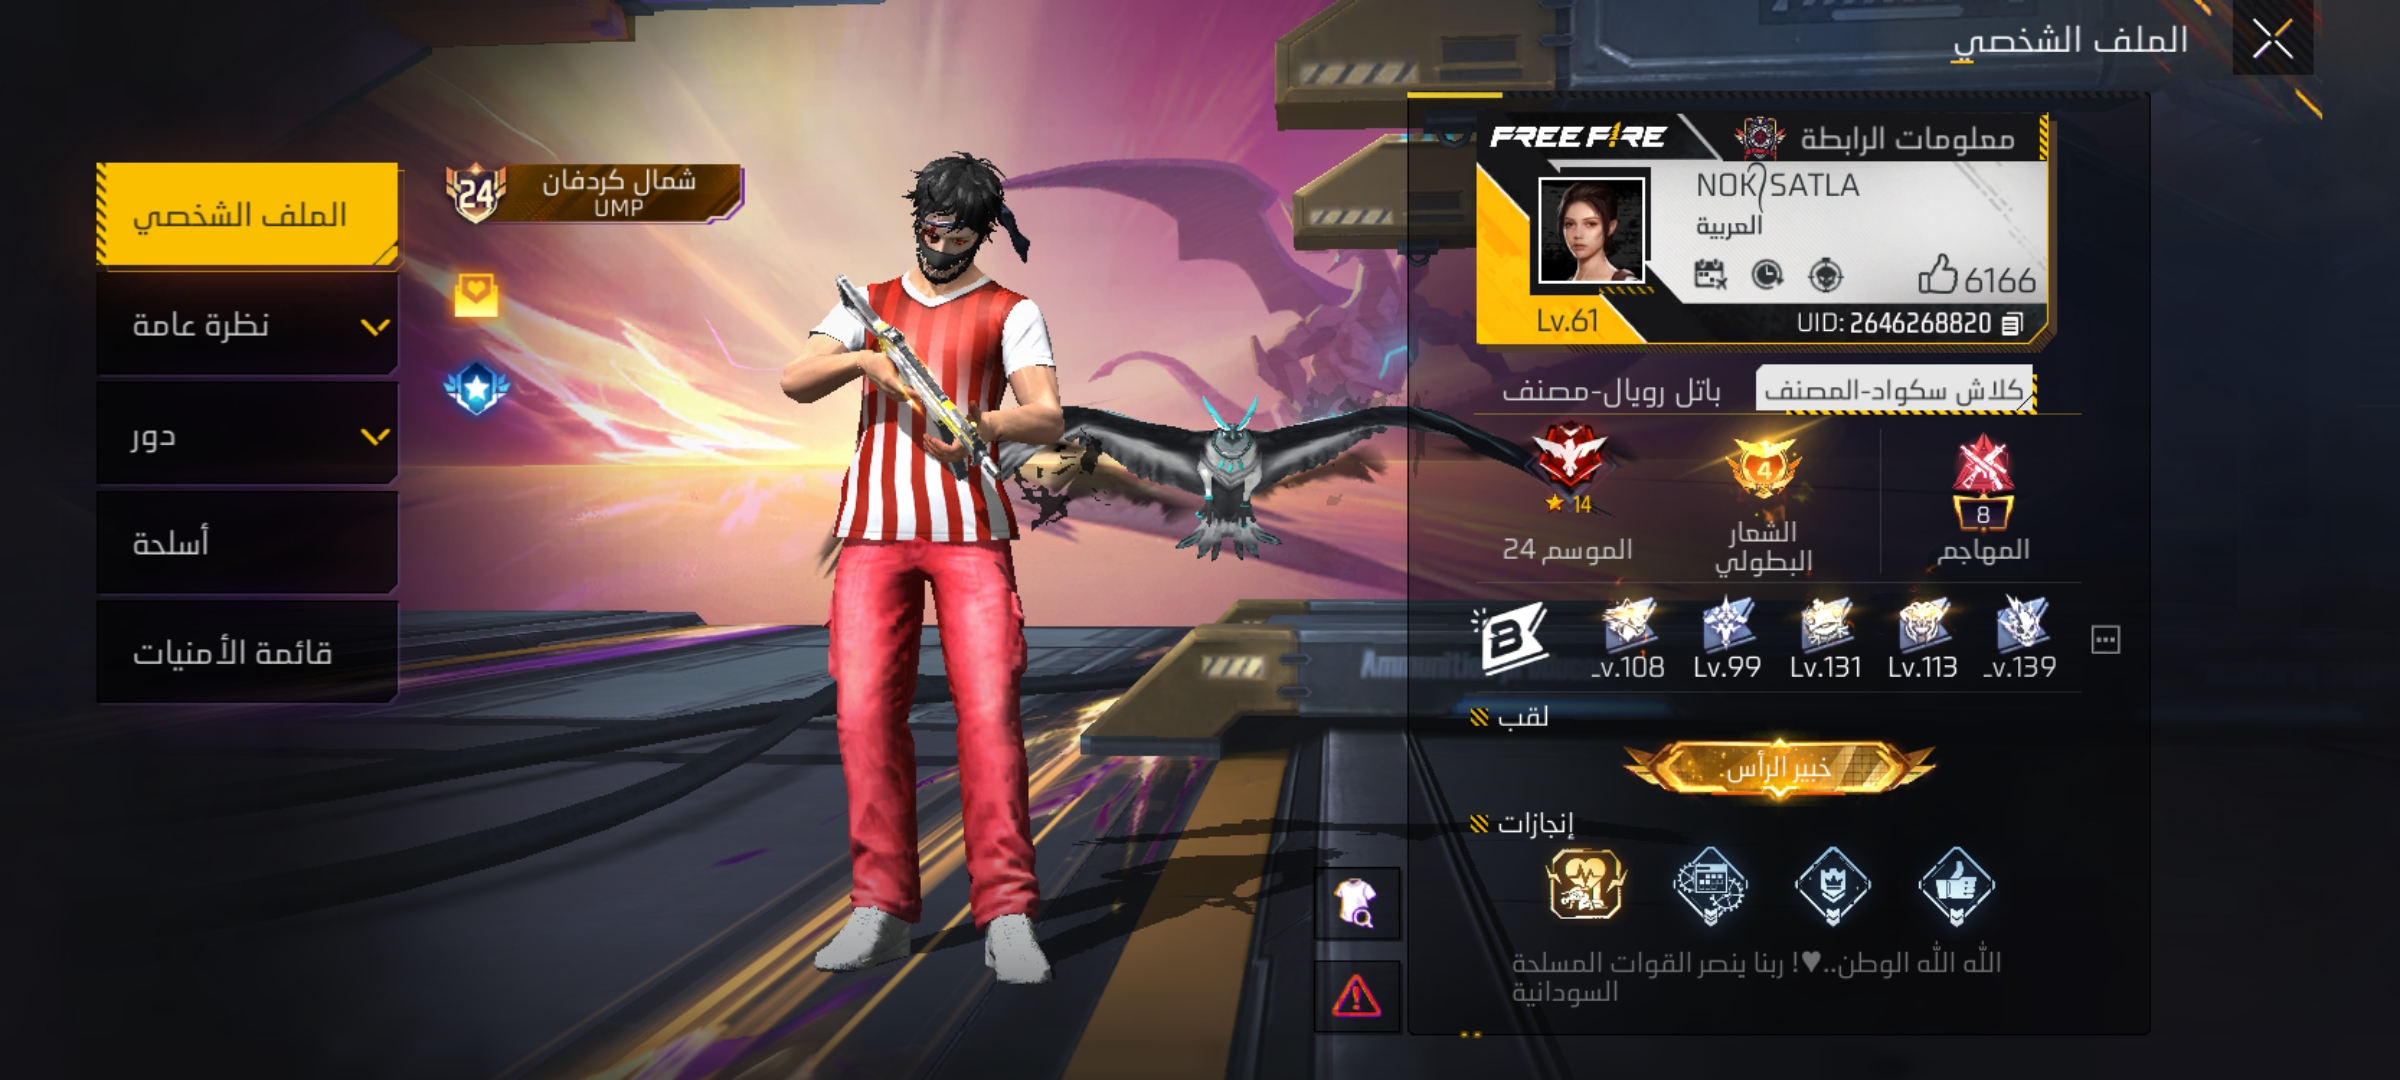 الملف الشخصي
الملف الشخصي
نظرة عامة
دور
أسلحة
قائمة الأمنيات
24
شمال كردفان
UMP
FREE FIRE
معلومات الرابطة
NOK SATLA
العربية
6166
Lv.61
UID: 2646268820
كلاش سكواد-المصنف
باتل رويال-مصنف
14
الموسم 24
4
الشعار
البطولي
8
المهاجم
v.108
Lv.99
Lv.131
Lv.113
v.139
لقب
خبير الرأس.
إنجازات
الله الله الوطن..♥! ربنا ينصر القوات المسلحة
السودانية